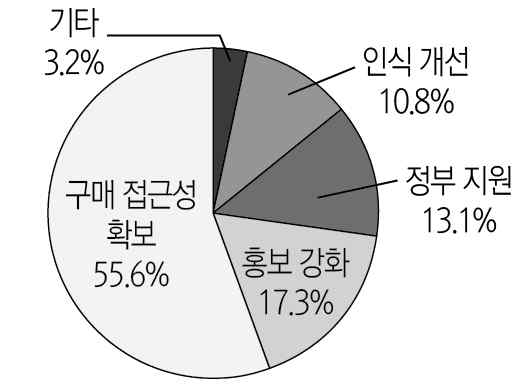 기타
3.2%
인식 개선
10.8%
정부 지원
13.1%
홍보 강화
17.3%
구매 접근성
확보
55.6%